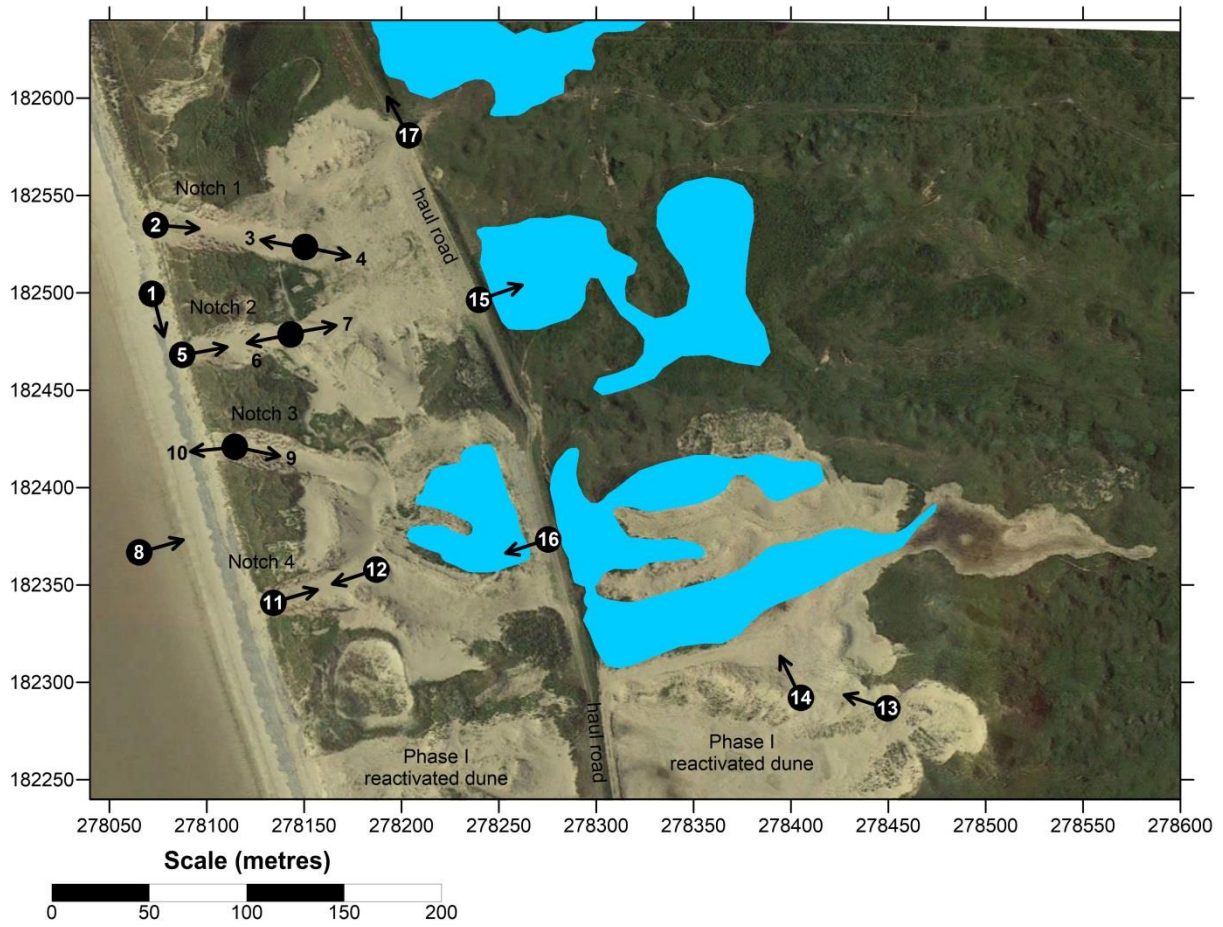 182600
17
Notch 1
182550
2
3
4
haul road
1
182500
15
Notch 2
7
5
6
182450
Notch 3
10
9
182400
8
16
Notch 4
12
182350
11
14
13
182300
haul road
Phase I
reactivated dune
Phase I
reactivated dune
182250
278050 278100 278150 278200 278250 278300 278350 278400 278450 278500 278550 278600
Scale (metres)
0 50 100 150 200